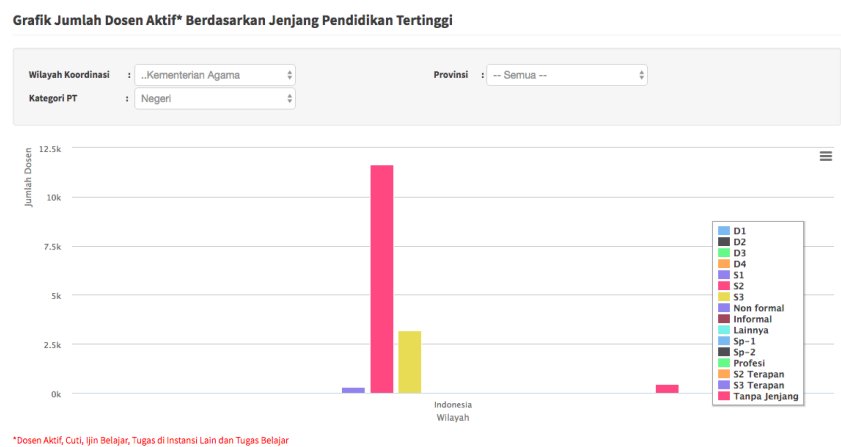 Grafik Jumlah Dosen Aktif* Berdasarkan Jenjang Pendidikan Tertinggi
Wilayah Koordinasi : ..Kementerian Agama Provinsi : -- Semua --
Kategori PT : Negeri
Jumlah Dosen
12.5k
10k
7.5k
5k
2.5k
0k
D1
D2
D3
D4
S1
S2
S3
Non formal
Informal
Lainnya
Sp-1
Sp-2
Profesi
S2 Terapan
S3 Terapan
Tanpa Jenjang
Indonesia
Wilayah
*Dosen Aktif, Cuti, Ijin Belajar, Tugas di Instansi Lain dan Tugas Belajar